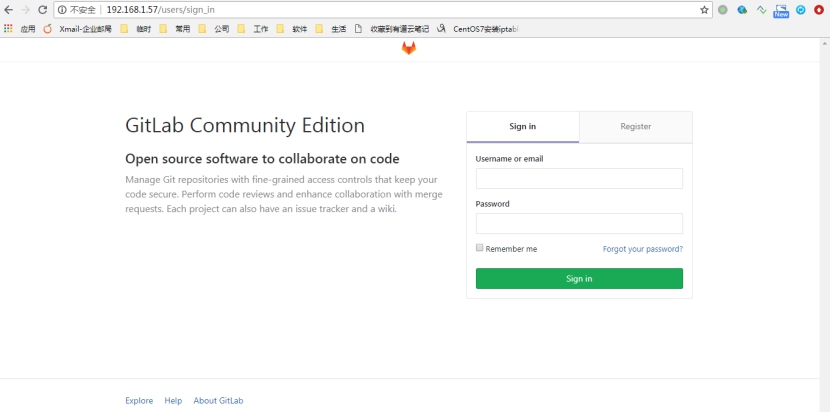 不安全 192.168.1.57/users/sign_in
应用 Xmail-企业邮局 临时 常用 公司 工作 软件 生活 收藏到有道云笔记 CentOS7安装iptabl
New
GitLab Community Edition
Open source software to collaborate on code
Manage Git repositories with fine-grained access controls that keep your
code secure. Perform code reviews and enhance collaboration with merge
requests. Each project can also have an issue tracker and a wiki.
Sign in Register
Username or email
Password
Remember me Forgot your password?
Sign in
Explore Help About GitLab